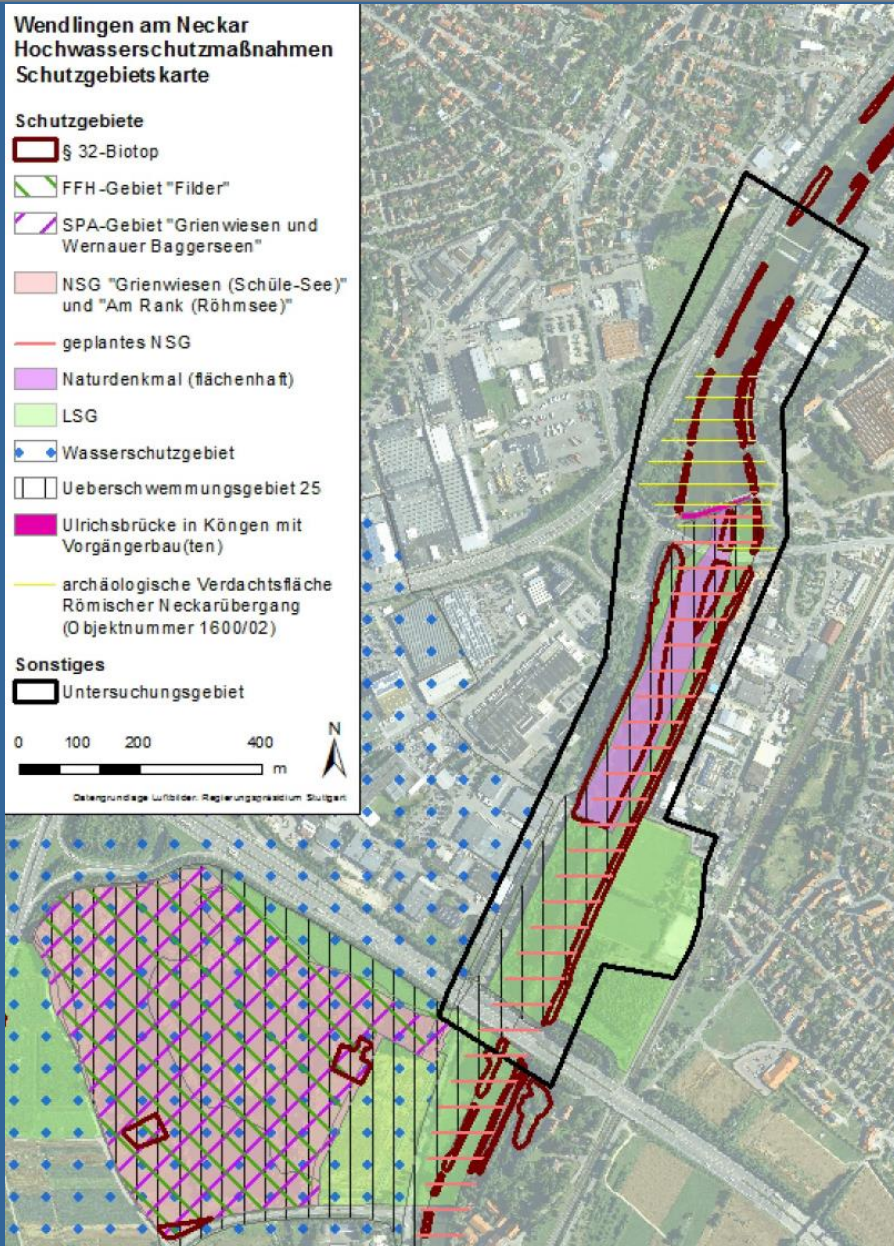 Wendlingen am Neckar
Hochwasserschutzmaßnahmen
Schutzgebietskarte
Schutzgebiete
§ 32-Biotop
FFH-Gebiet "Filder"
SPA-Gebiet "Grienwiesen und
Wernauer Baggerseen"
NSG "Grienwiesen (Schüle-See)"
und "Am Rank (Röhmsee)"
geplantes NSG
Naturdenkmal (flächenhaft)
LSG
Wasserschutzgebiet
Ueberschwemmungsgebiet 25
Ulrichsbrücke in Köngen mit
Vorgängerbau(ten)
archäologische Verdachtsfläche
Römischer Neckarübergang
(Objektnummer 1600/02)
Sonstiges
Untersuchungsgebiet
N
0 100 200 400
m
Datengrundlage Luftbilder: Regierungspräsidium Stuttgart